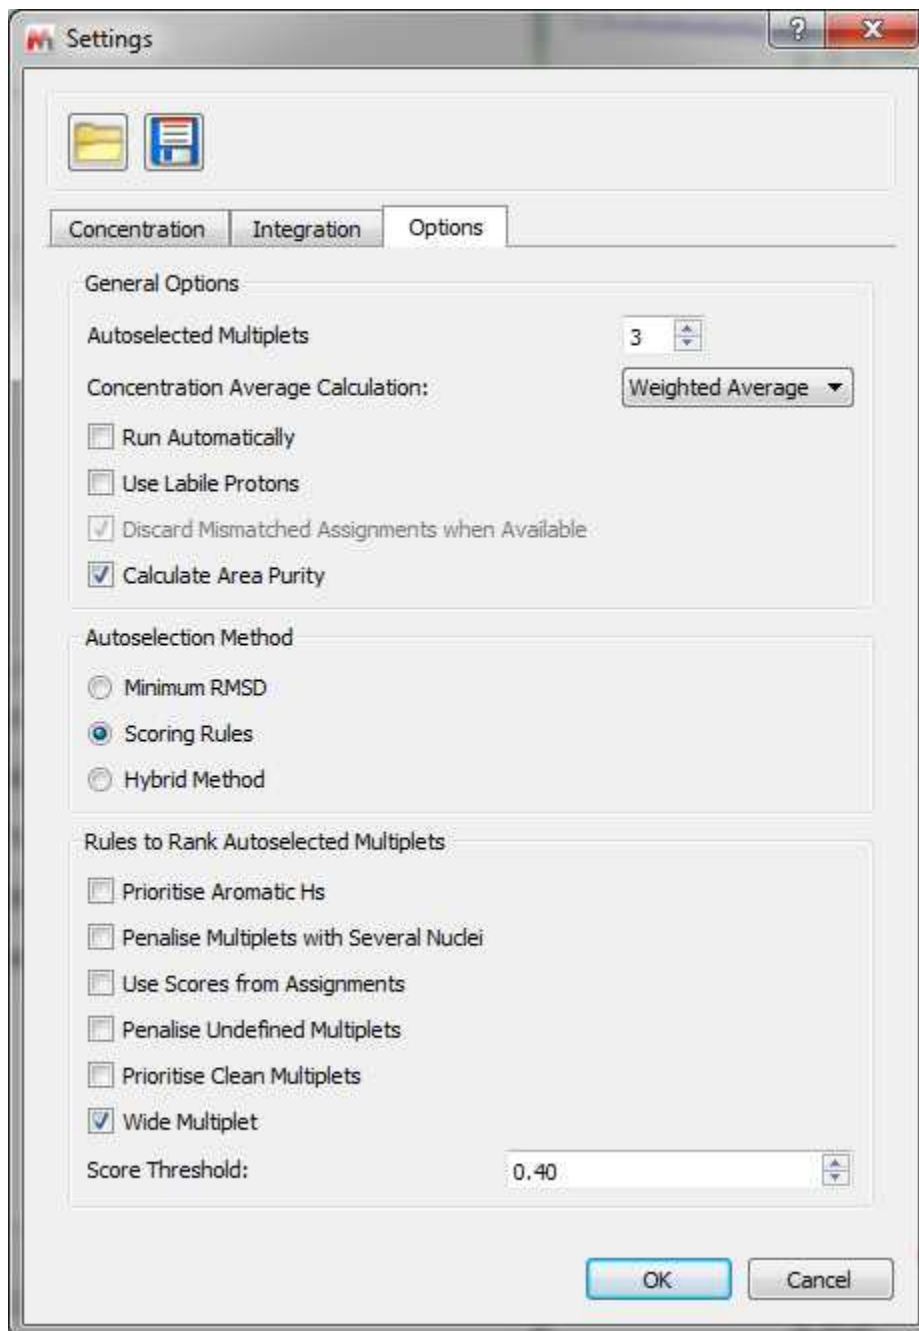 Settings
?
Concentration
Integration
Options
General Options
Autoselected Multiplets
3
Concentration Average Calculation:
Weighted Average
Run Automatically
Use Labile Protons
Discard Mismatched Assignments when Available
Calculate Area Purity
Autoselection Method
Minimum RMSD
Scoring Rules
Hybrid Method
Rules to Rank Autoselected Multiplets
Prioritise Aromatic Hs
Penalise Multiplets with Several Nuclei
Use Scores from Assignments
Penalise Undefined Multiplets
Prioritise Clean Multiplets
Wide Multiplet
Score Threshold:
0.40
OK
Cancel